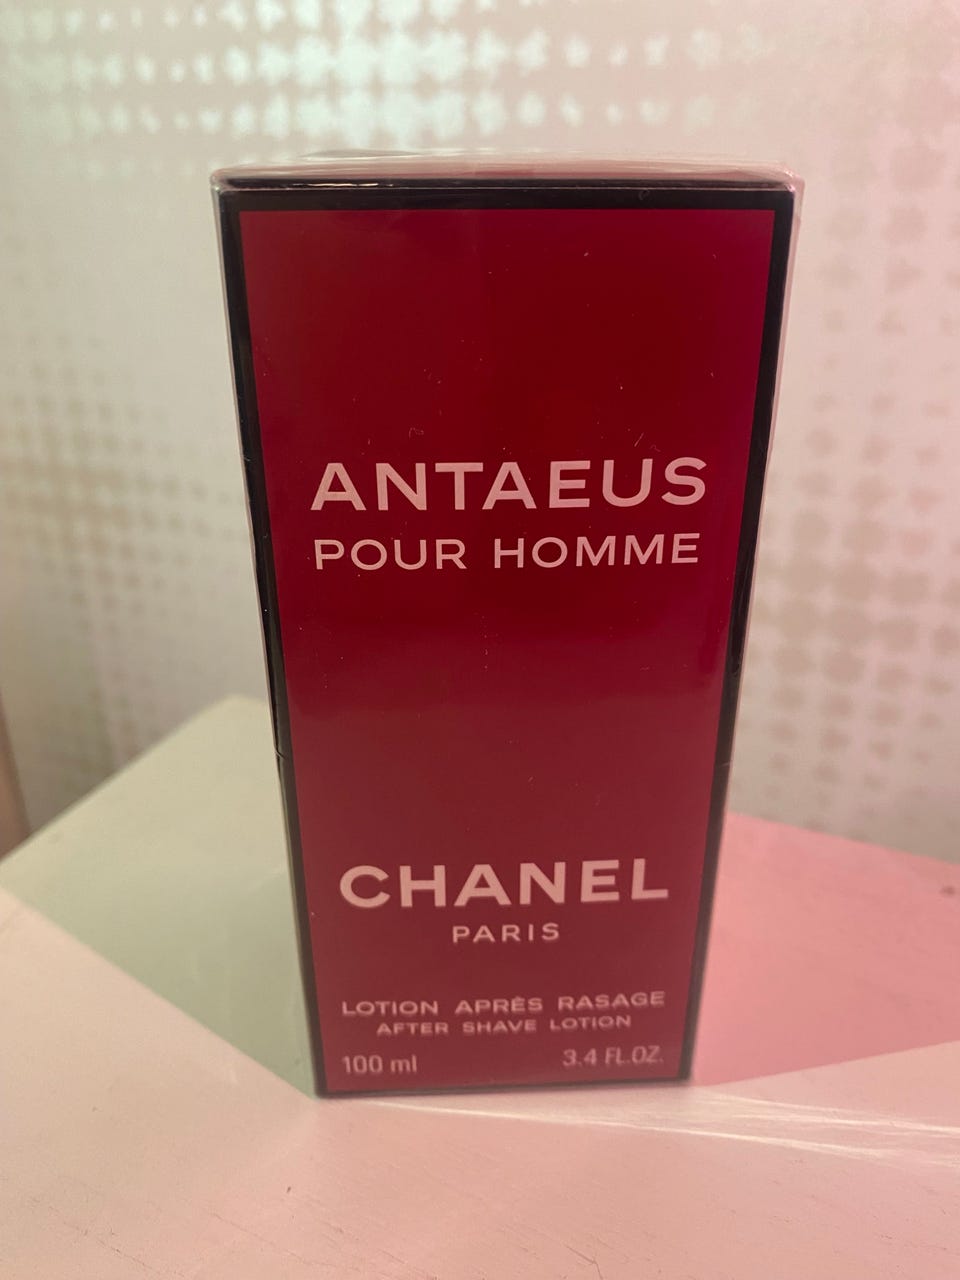 ANTAEUS
POUR HOMME
CHANEL
PARIS
LOTION APRÈS RASAGE
AFTER SHAVE LOTION
100 ml 3.4 FL.OZ.